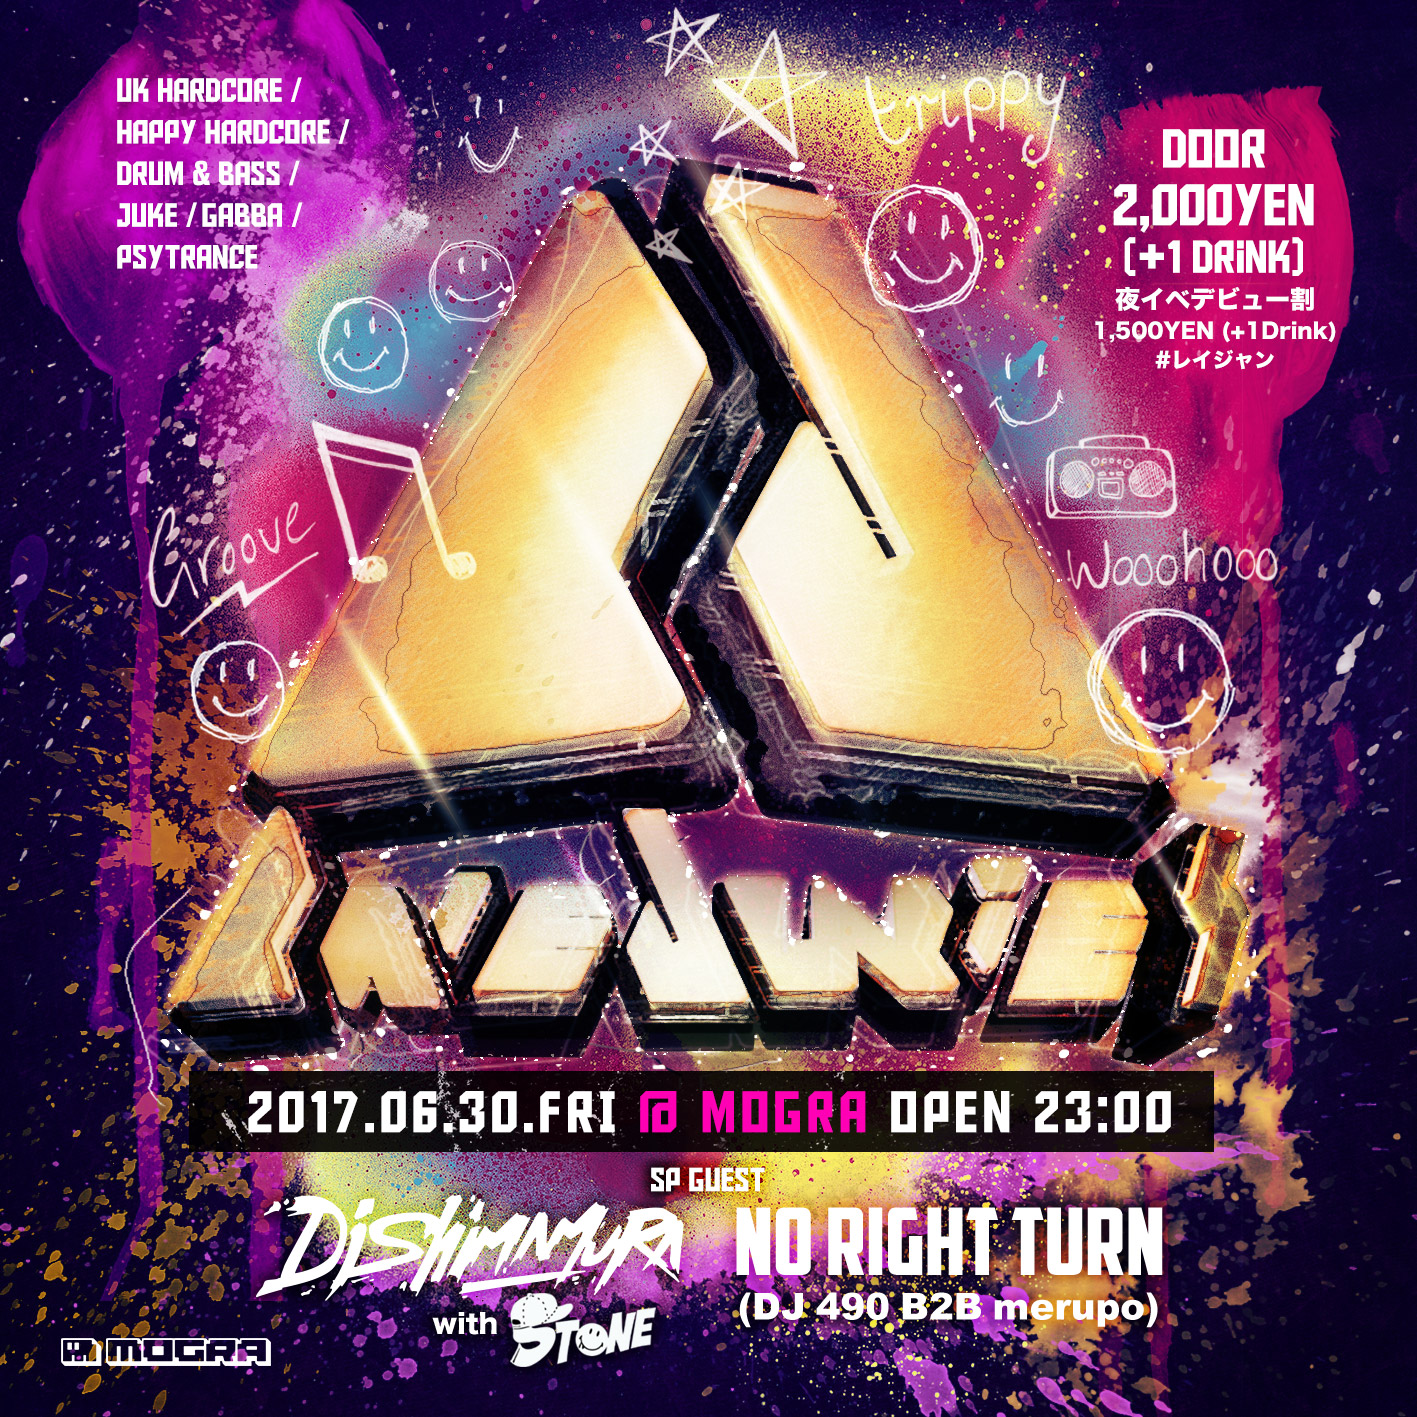 UK HARDCORE /
HAPPY HARDCORE /
DRUM & BASS /
JUKE / GABBA /
PSYTRANCE
trippy
DOOR
2,000YEN
(+1 DRiNK)
夜イベデビュー割
1,500YEN (+1Drink)
#レイジャン
Groove
Wooohooo
2017.06.30.FRI @ MOGRA OPEN 23:00
SP GUEST
DJ Shimamura
with STONE
NO RIGHT TURN
(DJ 490 B2B merupo)
MOGRA